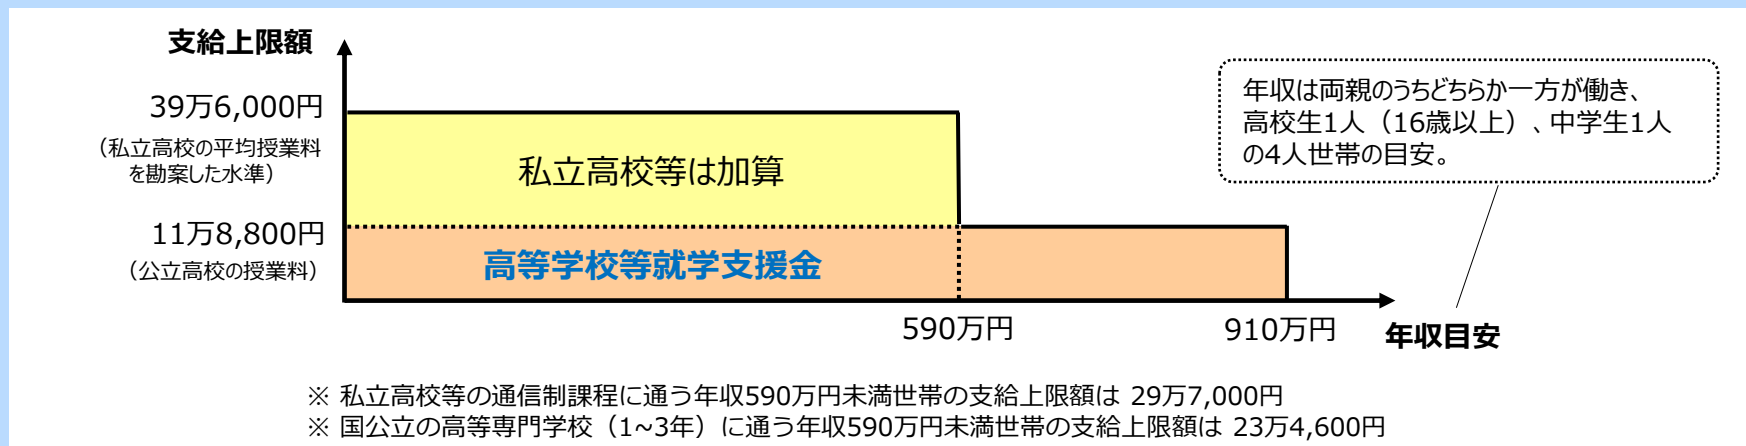 支給上限額
39万6,000円
（私立高校の平均授業料
を勘案した水準）
11万8,800円
（公立高校の授業料）
私立高校等は加算
高等学校等就学支援金
590万円
910万円
年収目安
年収は両親のうちどちらか一方が働き、
高校生1人（16歳以上）、中学生1人
の4人世帯の目安。
※ 私立高校等の通信制課程に通う年収590万円未満世帯の支給上限額は 29万7,000円
※ 国公立の高等専門学校（1~3年）に通う年収590万円未満世帯の支給上限額は 23万4,600円